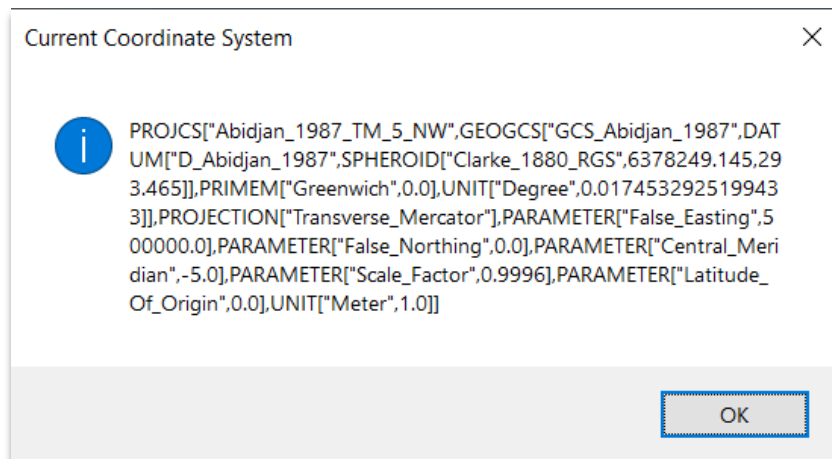 Current Coordinate System
PROJCS["Abidjan_1987_TM_5_NW",GEOGCS["GCS_Abidjan_1987",DAT
UM["D_Abidjan_1987",SPHEROID["Clarke_1880_RGS",6378249.145,29
3.465]],PRIMEM["Greenwich",0.0],UNIT["Degree",0.017453292519943
3]],PROJECTION["Transverse_Mercator"],PARAMETER["False_Easting",5
00000.0],PARAMETER["False_Northing",0.0],PARAMETER["Central_Meri
dian",-5.0],PARAMETER["Scale_Factor",0.9996],PARAMETER["Latitude_
Of_Origin",0.0],UNIT["Meter",1.0]]
OK